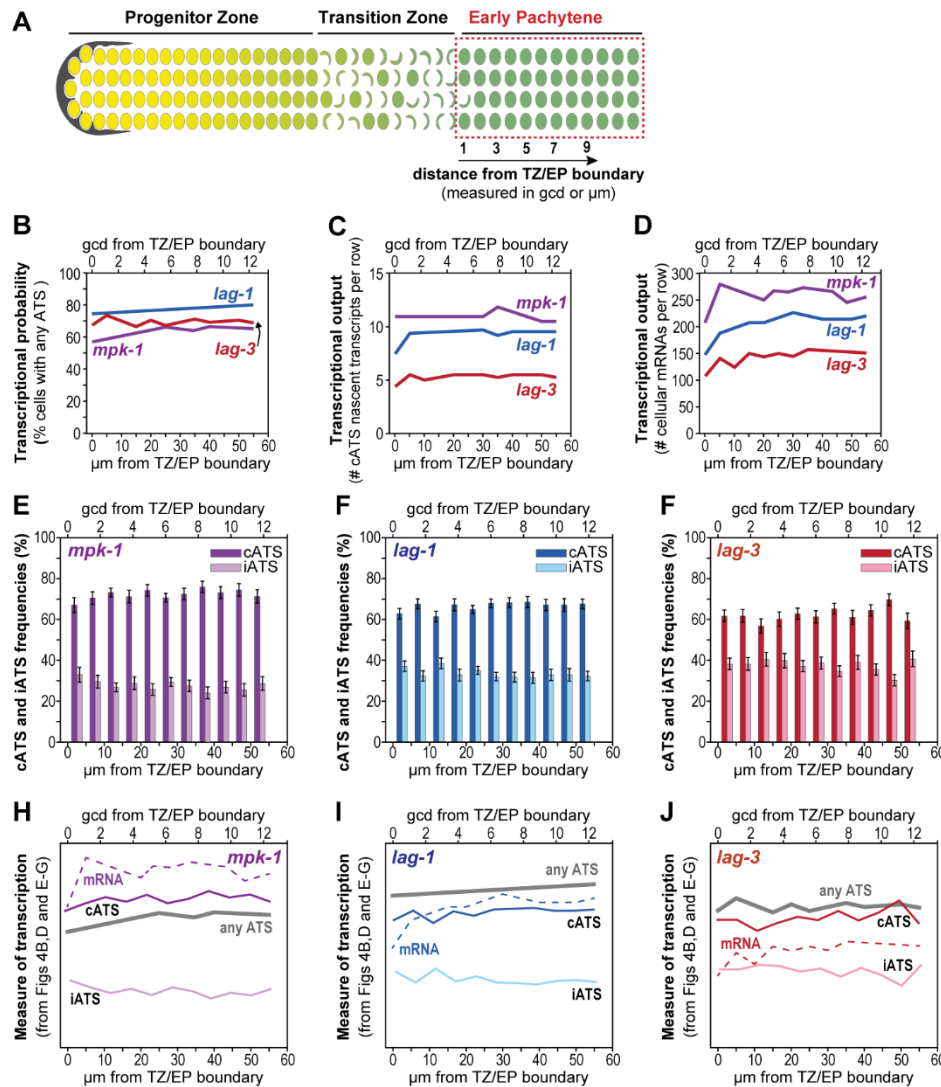 A
Progenitor Zone
Transition Zone
Early Pachytene
1 3 5 7 9
distance from TZ/EP boundary
(measured in gcd or µm)
B
gcd from TZ/EP boundary
0 2 4 6 8 10 12
Transcriptional probability
(% cells with any ATS )
100
80
60
40
20
0
lag-1
mpk-1
lag-3
0 10 20 30 40 50 60
µm from TZ/EP boundary
C
gcd from TZ/EP boundary
0 2 4 6 8 10 12
Transcriptional output
(# cATS nascent transcripts per row)
15
10
5
0
mpk-1
lag-1
lag-3
0 10 20 30 40 50 60
µm from TZ/EP boundary
D
gcd from TZ/EP boundary
0 2 4 6 8 10 12
Transcriptional output
(# cellular mRNAs per row)
300
250
200
150
100
50
0
mpk-1
lag-1
lag-3
0 10 20 30 40 50 60
µm from TZ/EP boundary
E
gcd from TZ/EP boundary
0 2 4 6 8 10 12
cATS and iATS frequencies (%)
100
80
60
40
20
0
mpk-1
cATS
iATS
0 10 20 30 40 50 60
µm from TZ/EP boundary
F
gcd from TZ/EP boundary
0 2 4 6 8 10 12
cATS and iATS frequencies (%)
100
80
60
40
20
0
lag-1
cATS
iATS
0 10 20 30 40 50 60
µm from TZ/EP boundary
F
gcd from TZ/EP boundary
0 2 4 6 8 10 12
cATS and iATS frequencies (%)
100
80
60
40
20
0
lag-3
cATS
iATS
0 10 20 30 40 50 60
µm from TZ/EP boundary
H
gcd from TZ/EP boundary
0 2 4 6 8 10 12
Measure of transcription
(from Figs 4B,D and E-G)
mpk-1
mRNA
cATS
any ATS
iATS
0 10 20 30 40 50 60
µm from TZ/EP boundary
I
gcd from TZ/EP boundary
0 2 4 6 8 10 12
Measure of transcription
(from Figs 4B,D and E-G)
lag-1
any ATS
cATS
mRNA
iATS
0 10 20 30 40 50 60
µm from TZ/EP boundary
J
gcd from TZ/EP boundary
0 2 4 6 8 10 12
Measure of transcription
(from Figs 4B,D and E-G)
lag-3
any ATS
cATS
mRNA
iATS
0 10 20 30 40 50 60
µm from TZ/EP boundary